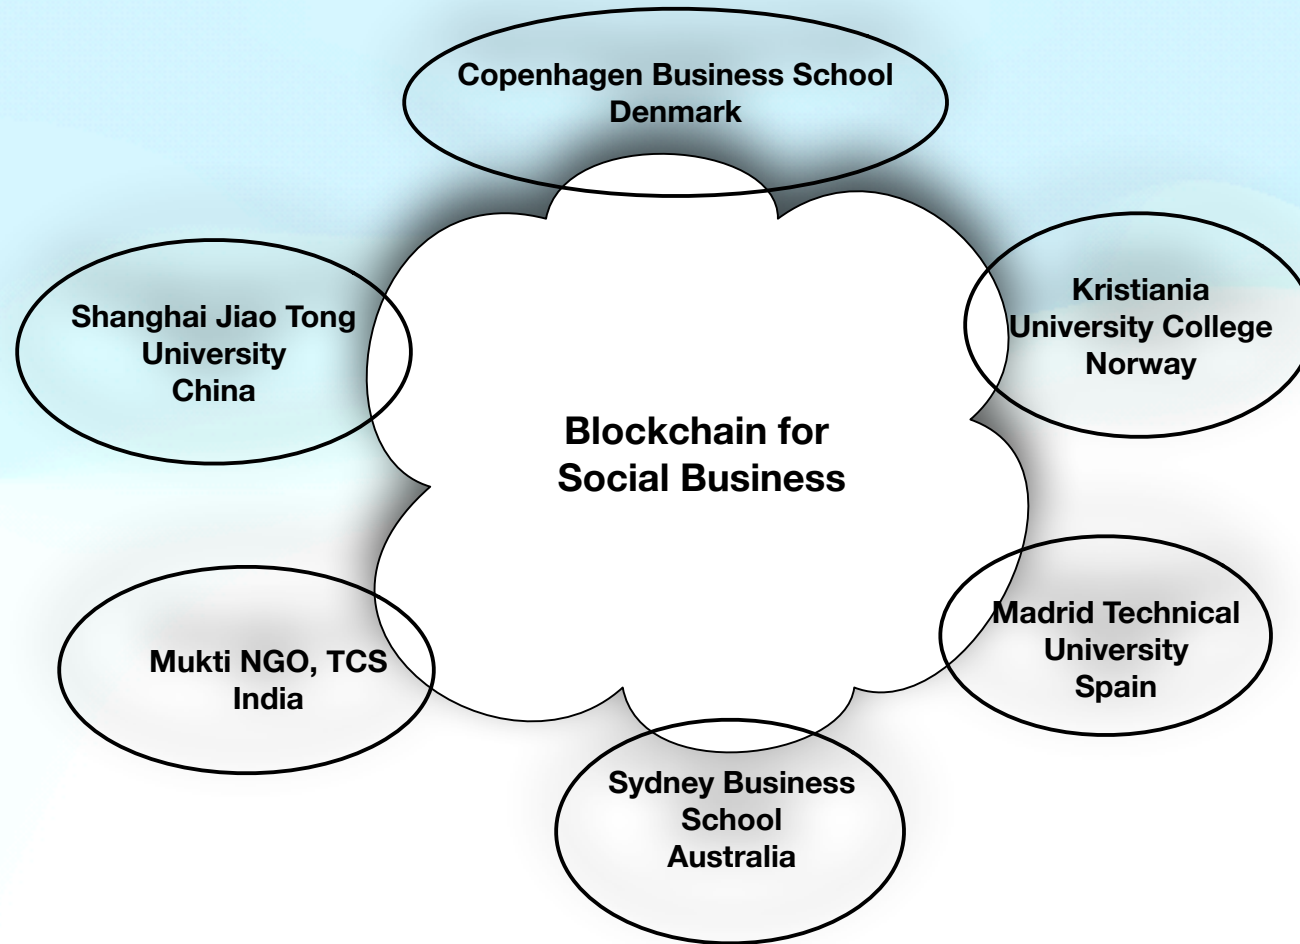 Copenhagen Business School
Denmark
Shanghai Jiao Tong
University
China
Kristiania
University College
Norway
Blockchain for
Social Business
Mukti NGO, TCS
India
Madrid Technical
University
Spain
Sydney Business
School
Australia